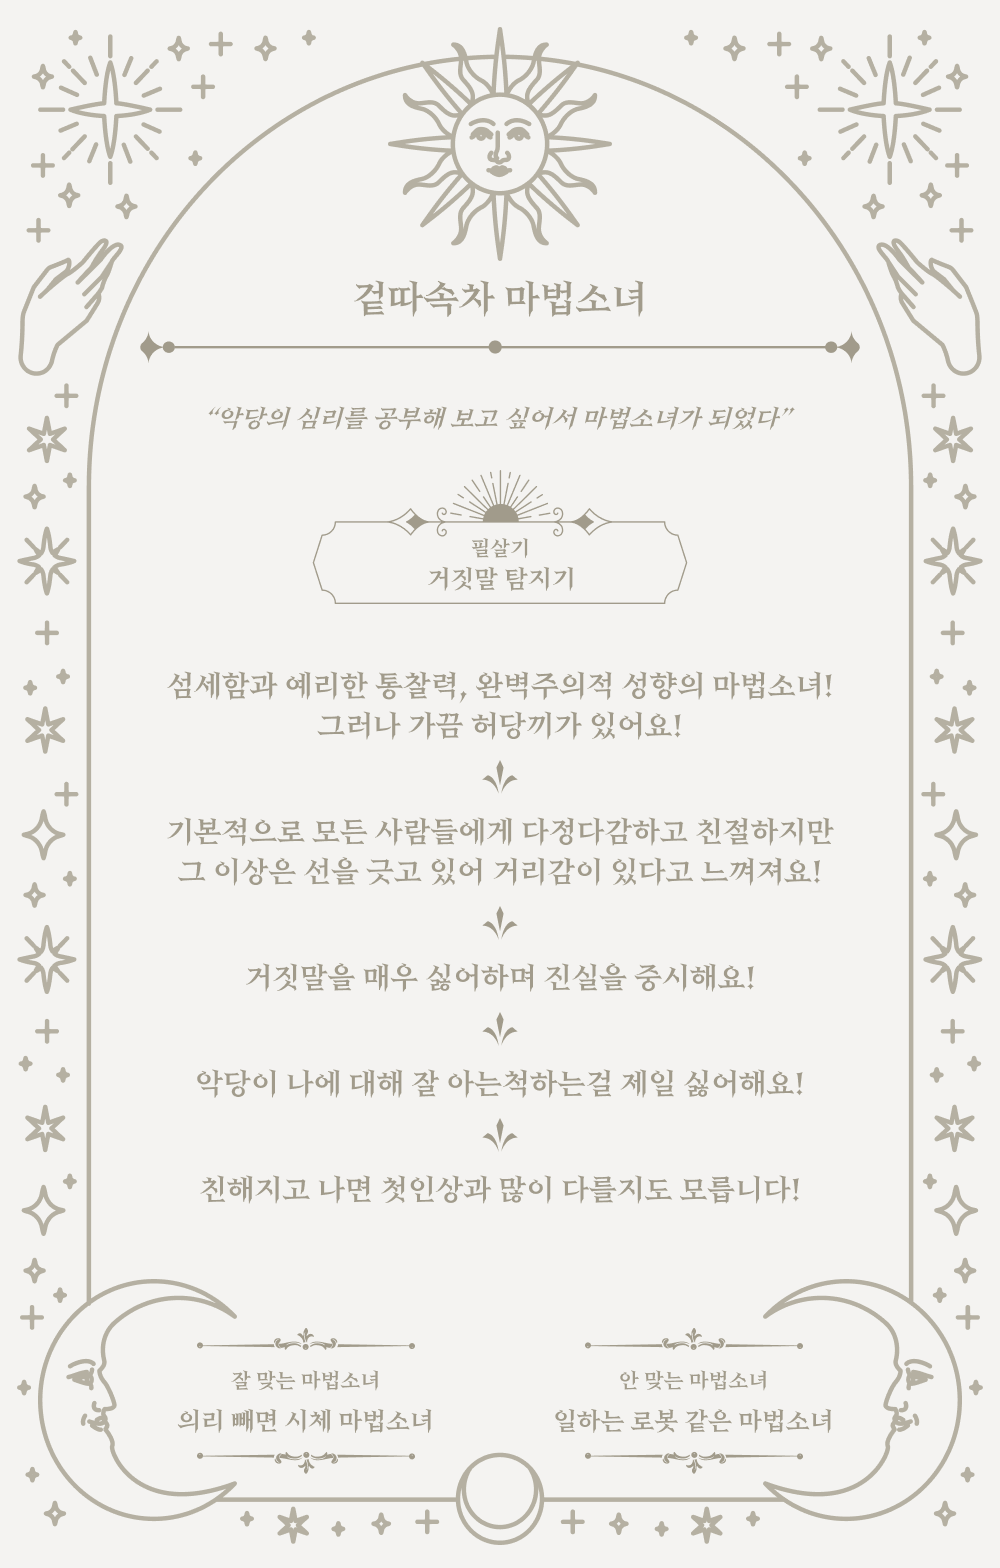 겉따속차 마법소녀
“악당의 심리를 공부해 보고 싶어서 마법소녀가 되었다”
필살기
거짓말 탐지기
섬세함과 예리한 통찰력, 완벽주의적 성향의 마법소녀!
그러나 가끔 허당끼가 있어요!
기본적으로 모든 사람들에게 다정다감하고 친절하지만
그 이상은 선을 긋고 있어 거리감이 있다고 느껴져요!
거짓말을 매우 싫어하며 진실을 중시해요!
악당이 나에 대해 잘 아는척하는걸 제일 싫어해요!
친해지고 나면 첫인상과 많이 다를지도 모릅니다!
잘 맞는 마법소녀
의리 빼면 시체 마법소녀
안 맞는 마법소녀
일하는 로봇 같은 마법소녀